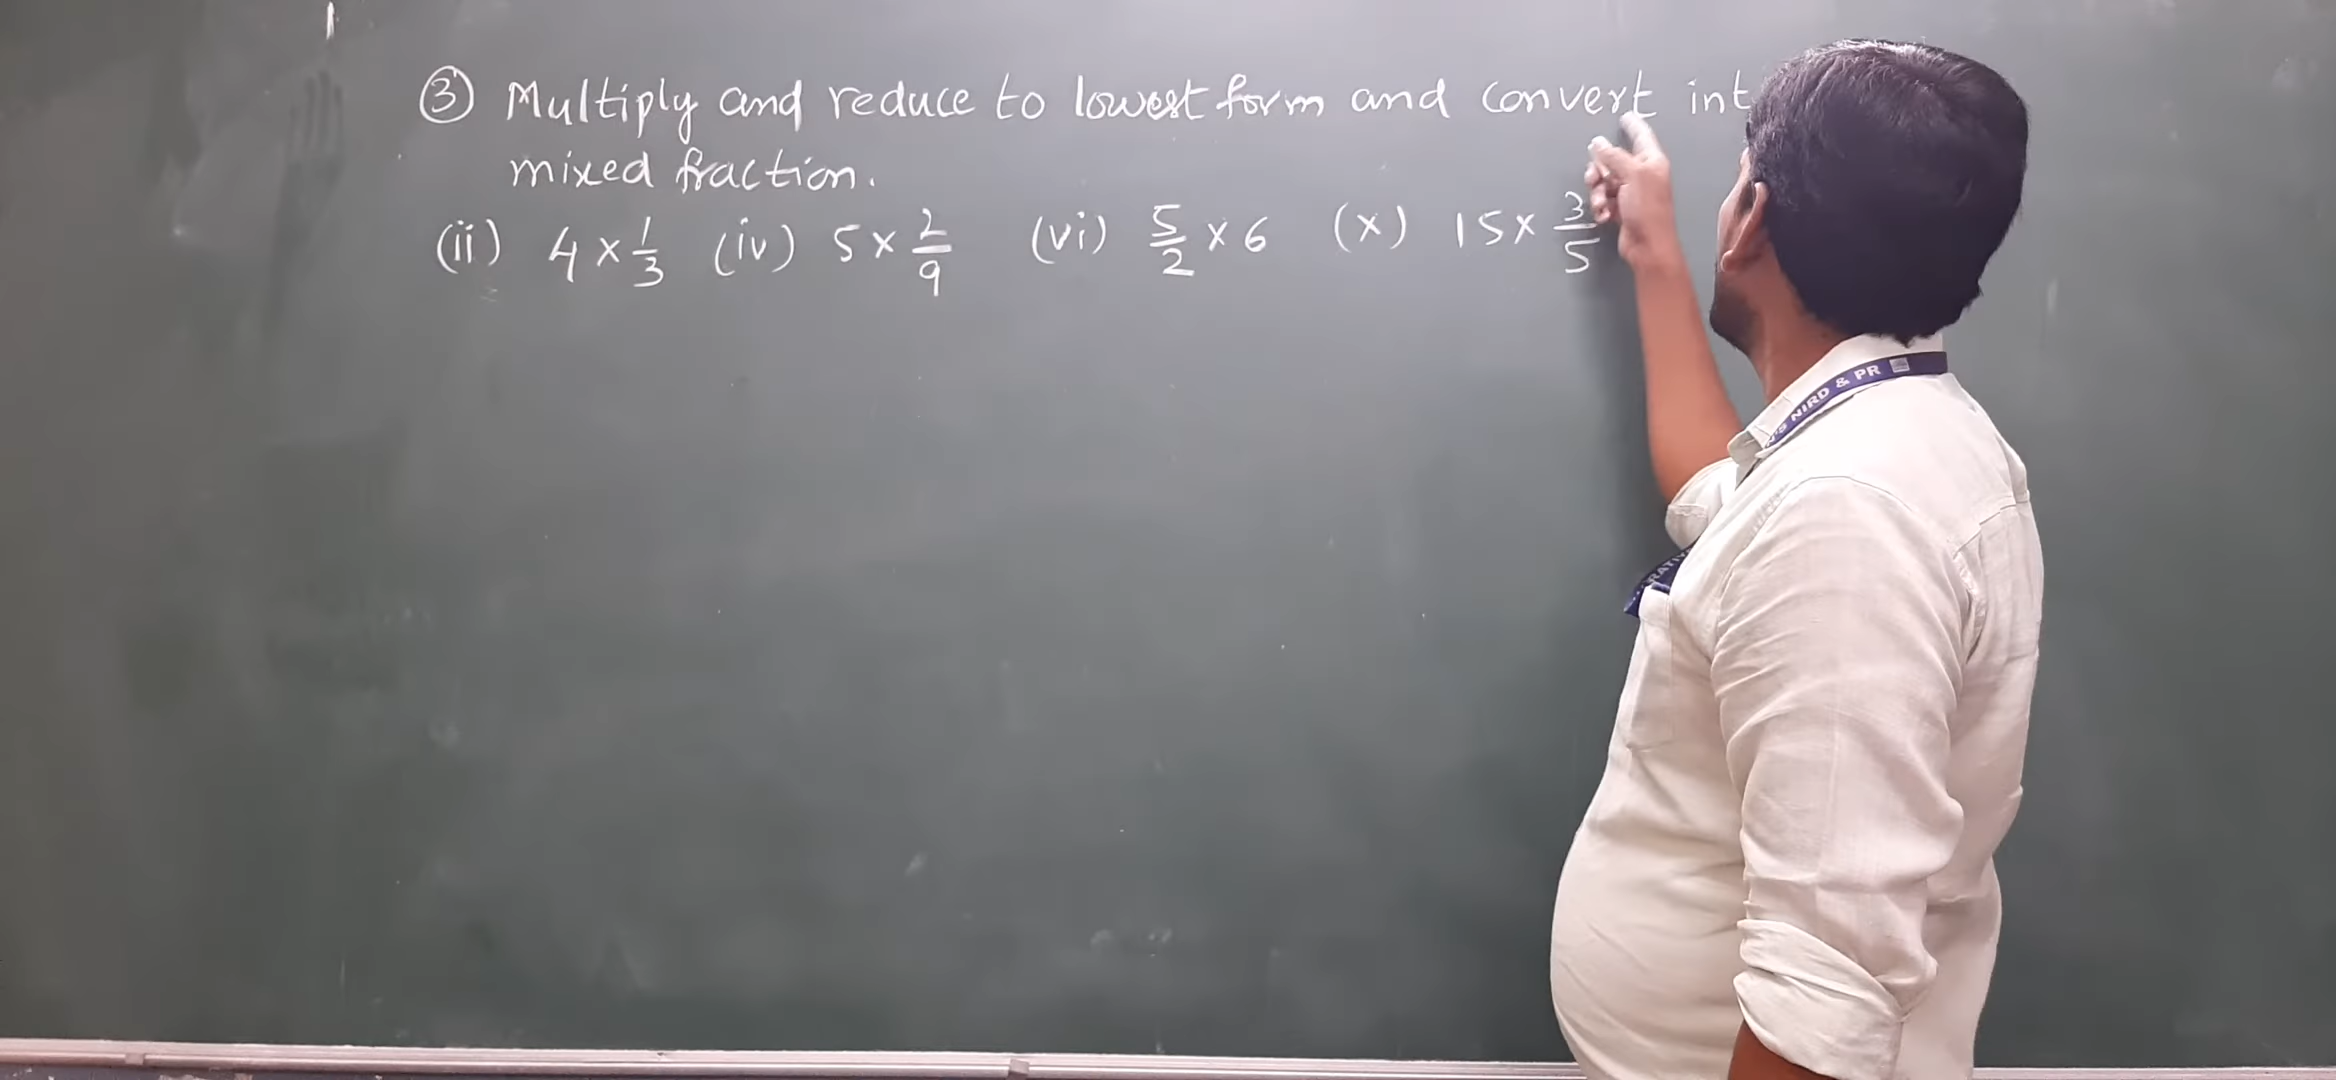 ③ Multiply and reduce to lowest form and convert int
mixed fraction.
(ii) 4 × 1/3 (iv) 5 × 2/9 (vi) 5/2 × 6 (x) 15 × 3/5
NIRD & PR